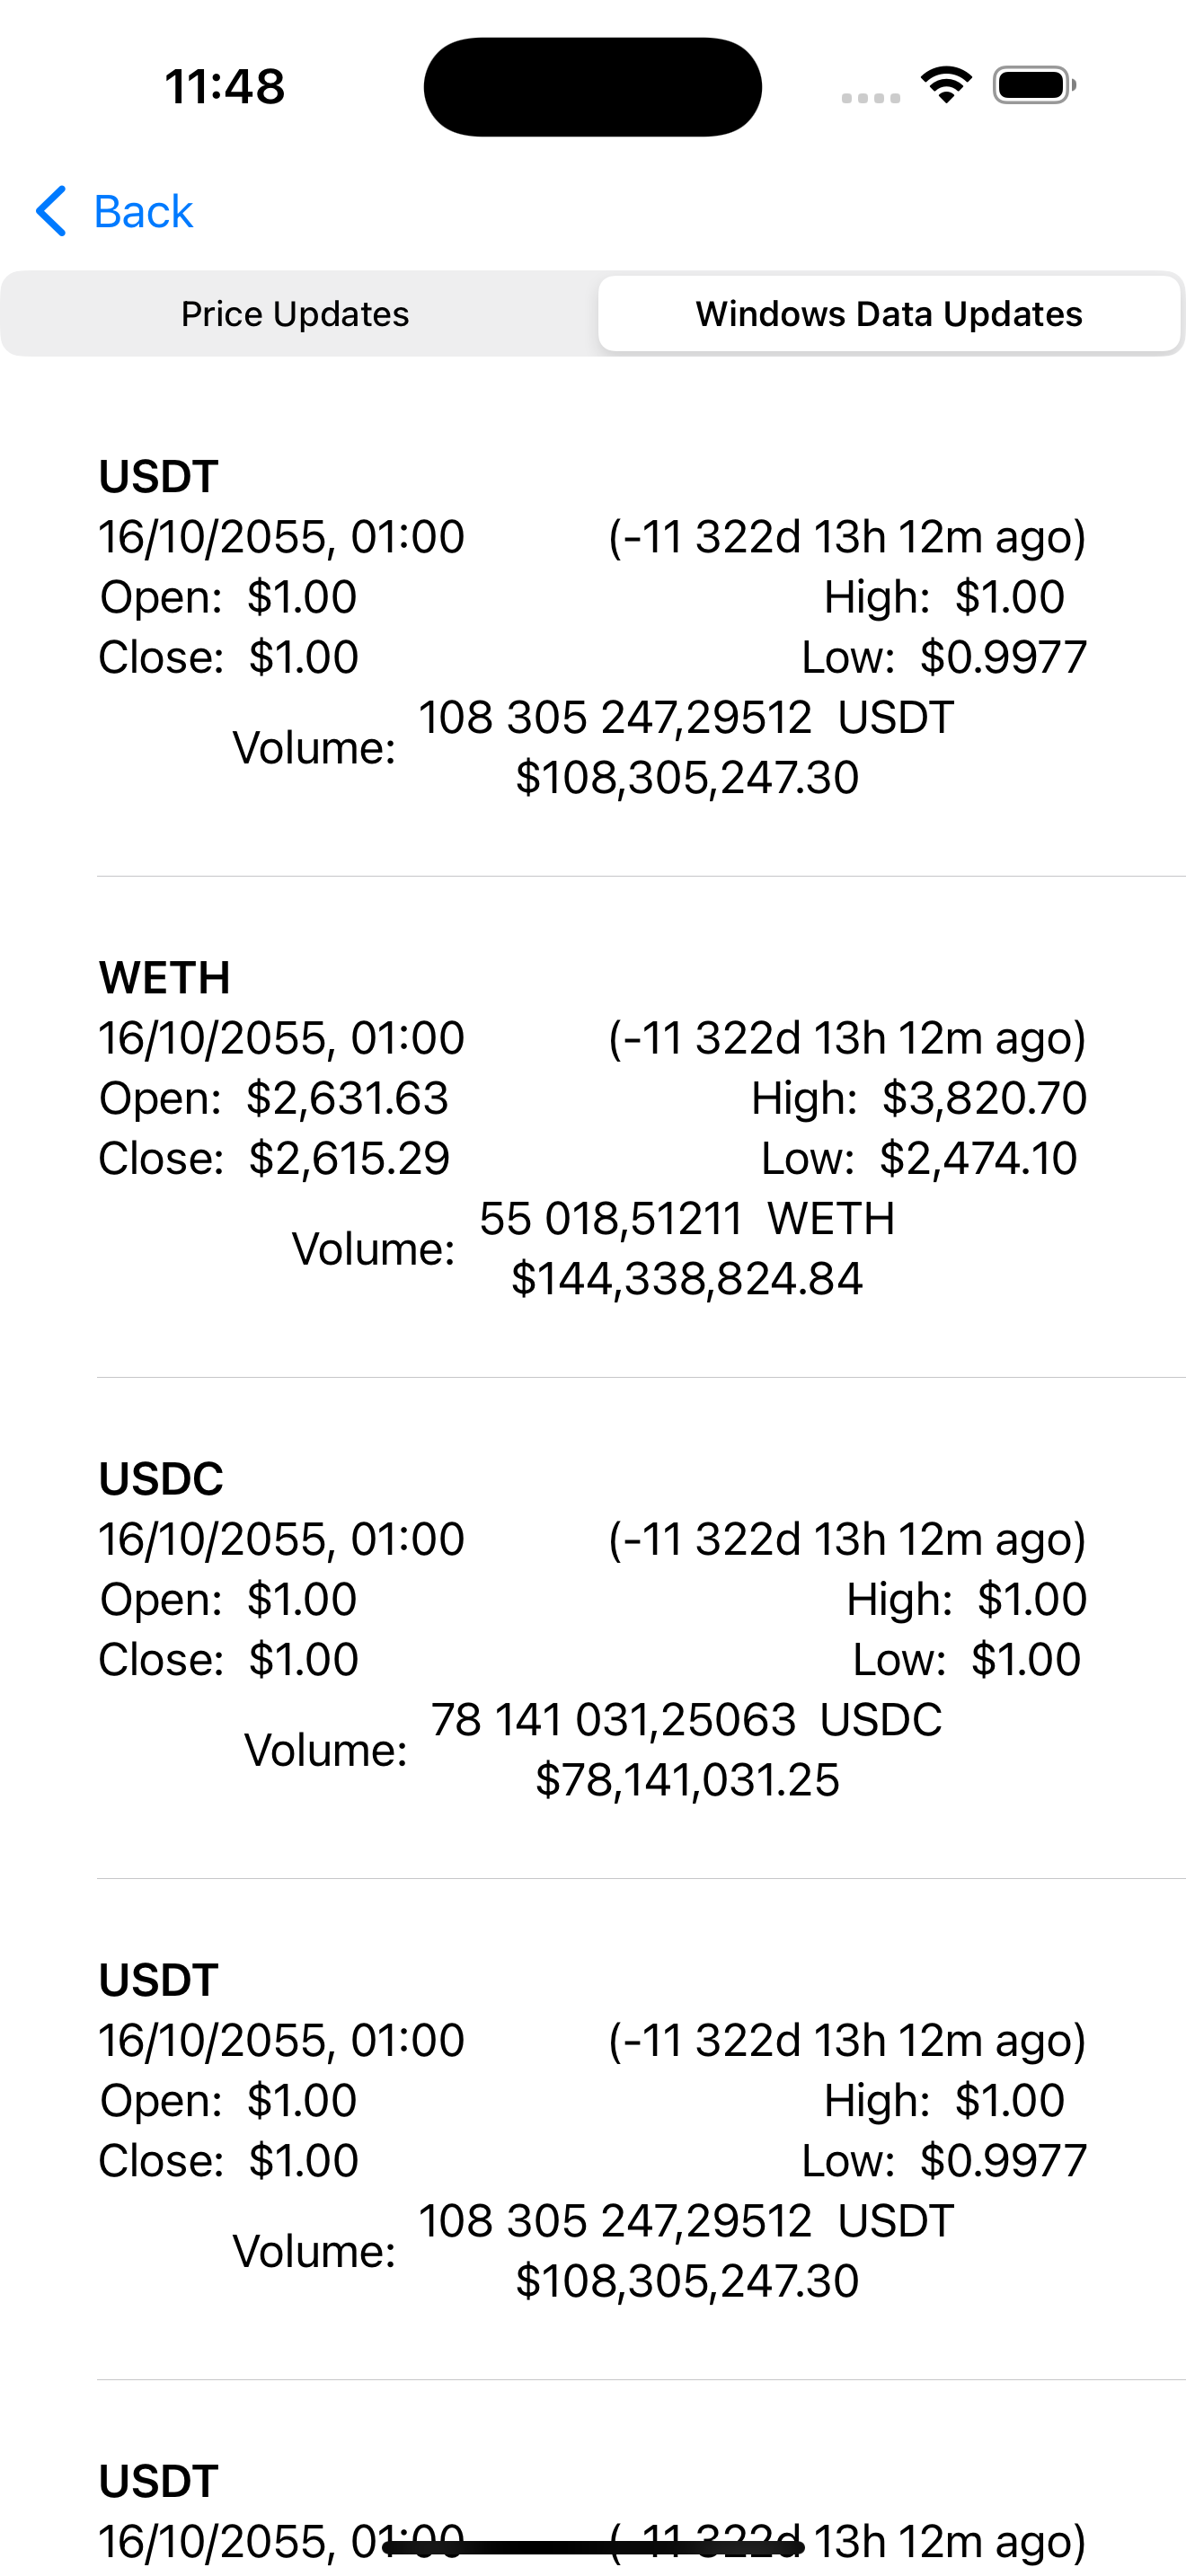 11:48
Back
Price Updates Windows Data Updates
USDT
16/10/2055, 01:00 (-11 322d 13h 12m ago)
Open: $1.00 High: $1.00
Close: $1.00 Low: $0.9977
Volume: 108 305 247,29512 USDT
$108,305,247.30
WETH
16/10/2055, 01:00 (-11 322d 13h 12m ago)
Open: $2,631.63 High: $3,820.70
Close: $2,615.29 Low: $2,474.10
Volume: 55 018,51211 WETH
$144,338,824.84
USDC
16/10/2055, 01:00 (-11 322d 13h 12m ago)
Open: $1.00 High: $1.00
Close: $1.00 Low: $1.00
Volume: 78 141 031,25063 USDC
$78,141,031.25
USDT
16/10/2055, 01:00 (-11 322d 13h 12m ago)
Open: $1.00 High: $1.00
Close: $1.00 Low: $0.9977
Volume: 108 305 247,29512 USDT
$108,305,247.30
USDT
16/10/2055, 01:00 (-11 322d 13h 12m ago)